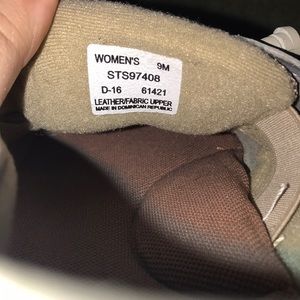 WOMEN'S 9M
STS97408
D-16 61421
LEATHER/FABRIC UPPER
MADE IN DOMINICAN REPUBLIC